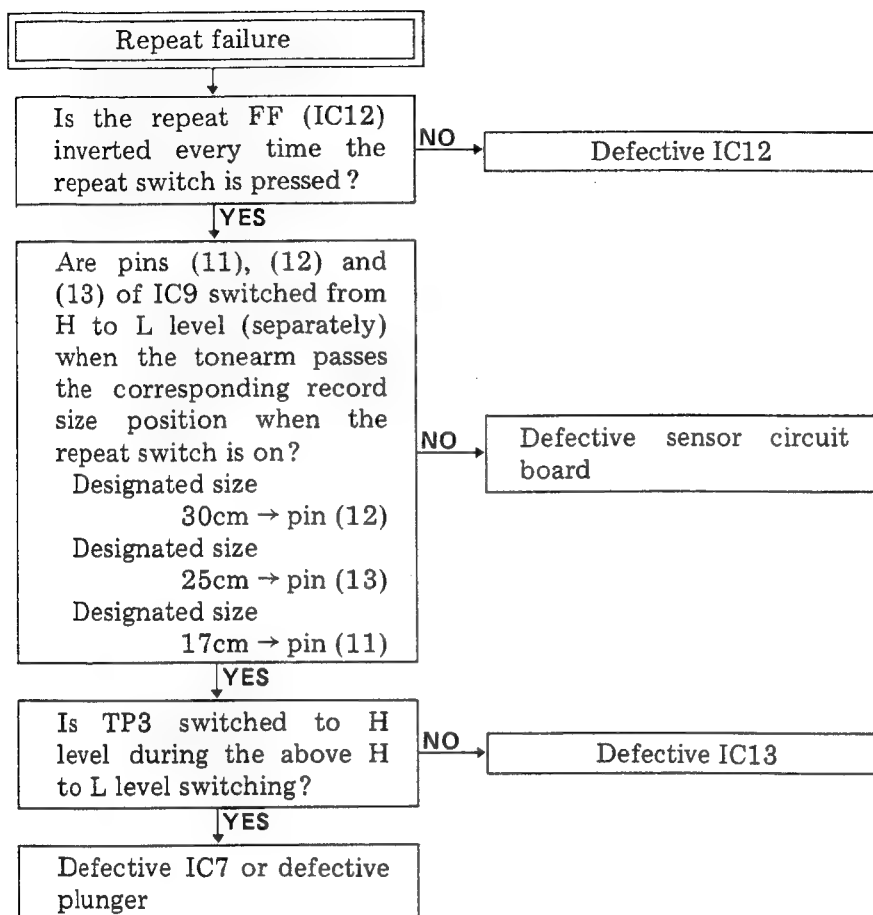 Repeat failure
Is the repeat FF (IC12)
inverted every time the
repeat switch is pressed?
NO
Defective IC12
YES
Are pins (11), (12) and
(13) of IC9 switched from
H to L level (separately)
when the tonearm passes
the corresponding record
size position when the
repeat switch is on?
Designated size
30cm → pin (12)
Designated size
25cm → pin (13)
Designated size
17cm → pin (11)
NO
Defective sensor circuit
board
YES
Is TP3 switched to H
level during the above H
to L level switching?
NO
Defective IC13
YES
Defective IC7 or defective
plunger